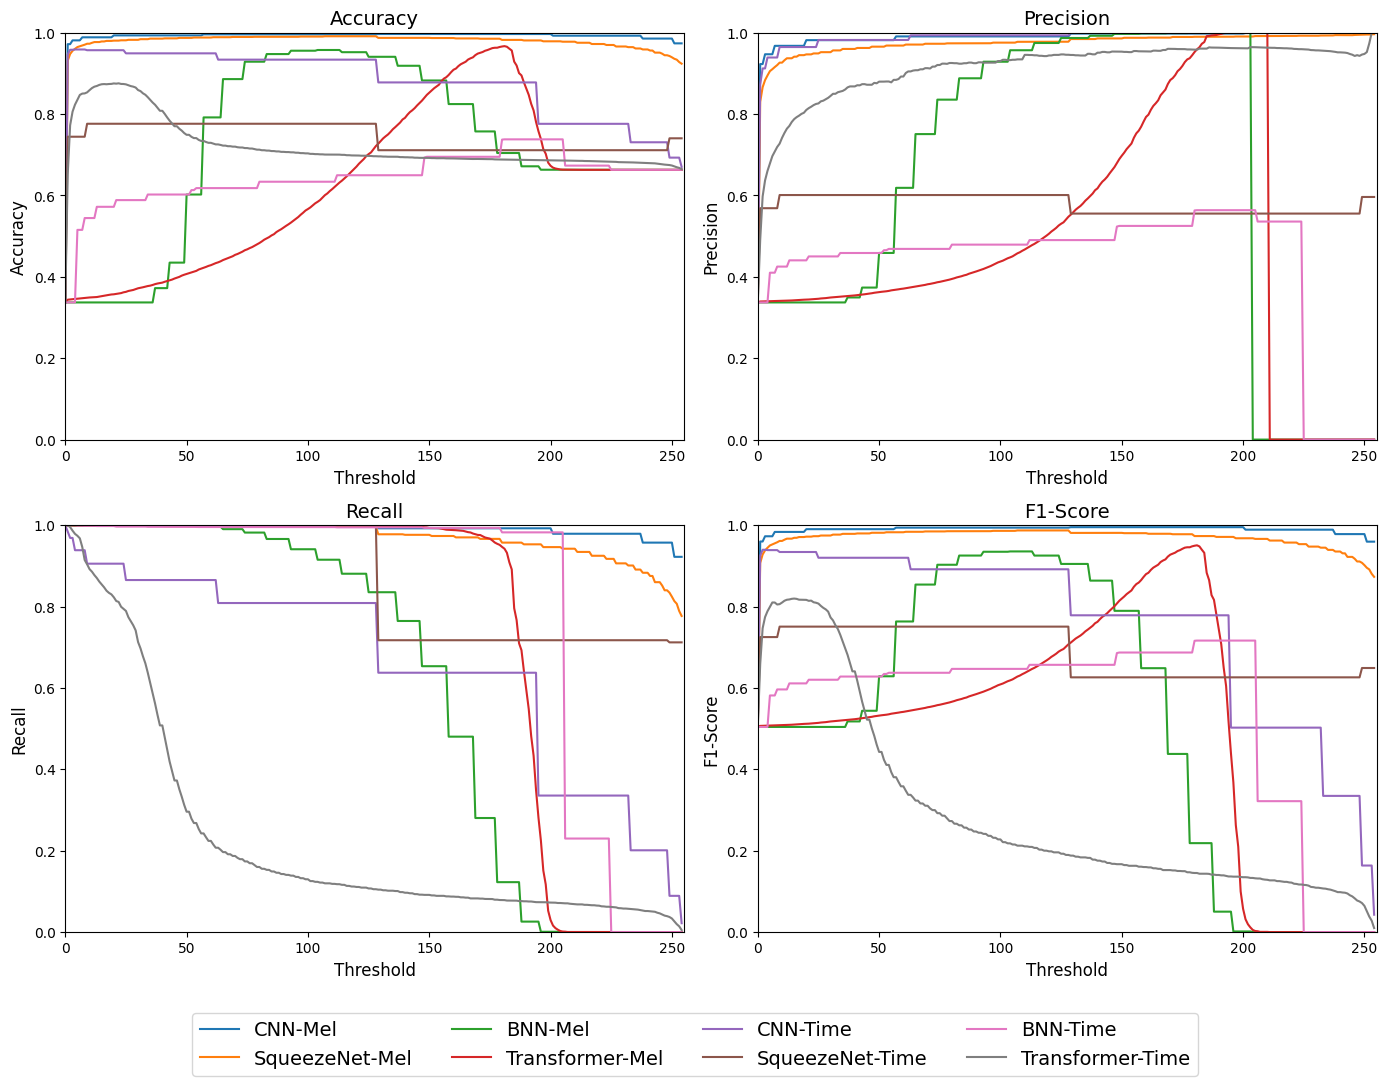 Accuracy
Precision
Accuracy
1.0
0.8
0.6
0.4
0.2
0.0
0 50 100 150 200 250
Threshold
Precision
1.0
0.8
0.6
0.4
0.2
0.0
0 50 100 150 200 250
Threshold
Recall
F1-Score
Recall
1.0
0.8
0.6
0.4
0.2
0.0
0 50 100 150 200 250
Threshold
F1-Score
1.0
0.8
0.6
0.4
0.2
0.0
0 50 100 150 200 250
Threshold
CNN-Mel BNN-Mel CNN-Time BNN-Time
SqueezeNet-Mel Transformer-Mel SqueezeNet-Time Transformer-Time